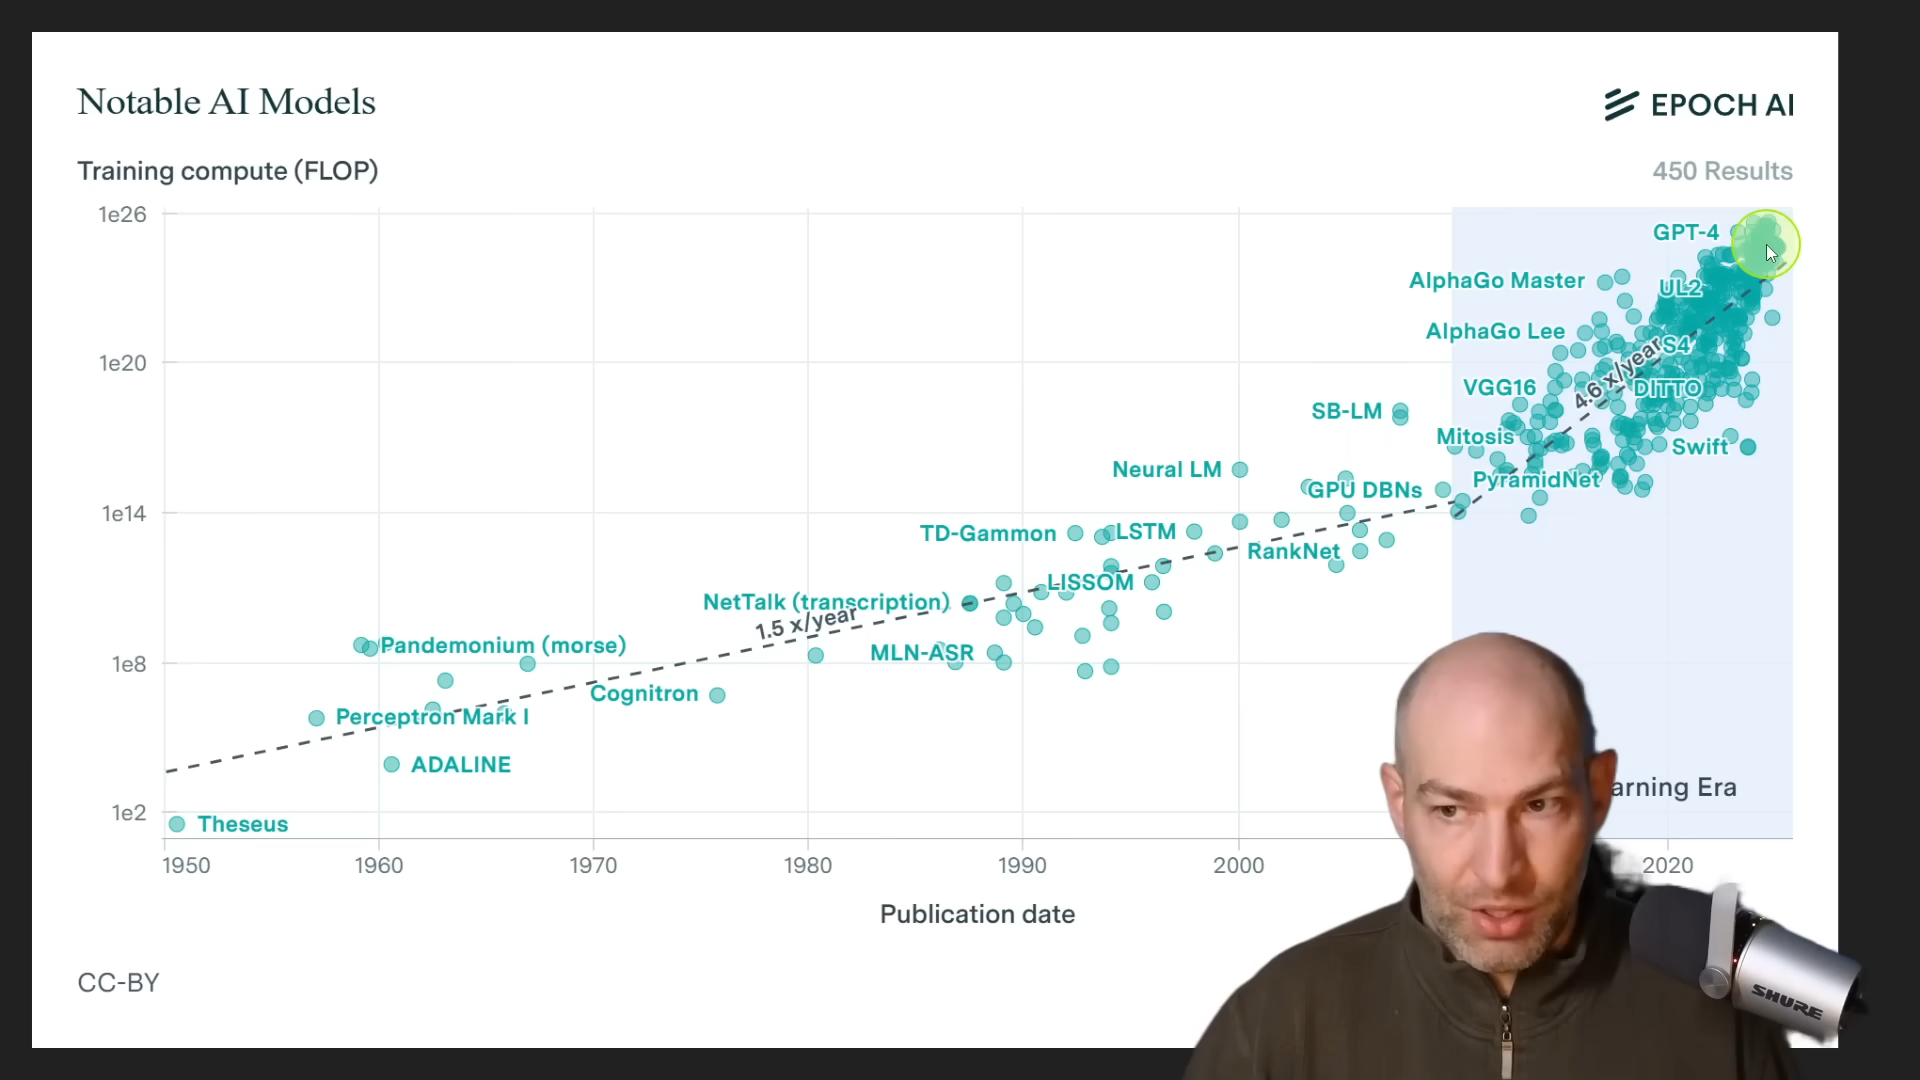 Notable AI Models
EPOCH AI
Training compute (FLOP)
450 Results
1e26
1e20
1e14
1e8
1e2
GPT-4
AlphaGo Master
UL2
AlphaGo Lee
S4
4.6 x/year
VGG16
DITTO
SB-LM
Mitosis
Swift
Neural LM
PyramidNet
GPU DBNs
TD-Gammon
LSTM
RankNet
LISSOM
NetTalk (transcription)
1.5 x/year
Pandemonium (morse)
MLN-ASR
Cognitron
Perceptron Mark I
ADALINE
Theseus
Era
1950
1960
1970
1980
1990
2000
2020
Publication date
CC-BY
SHURE